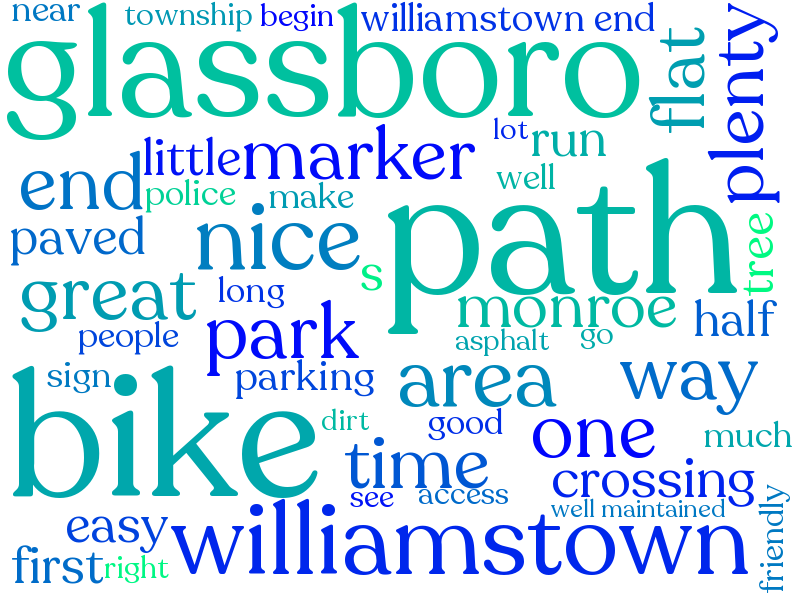 near
township
begin
williamstown end
glassboro
flat
plenty
lot
run
little
marker
end
police
make
well
paved
nice
s
path
tree
great
long
monroe
half
people
park
asphalt
go
sign
parking
area
way
bike
dirt
good
one
much
time
crossing
see
access
well maintained
easy
williamstown
friendly
first
right